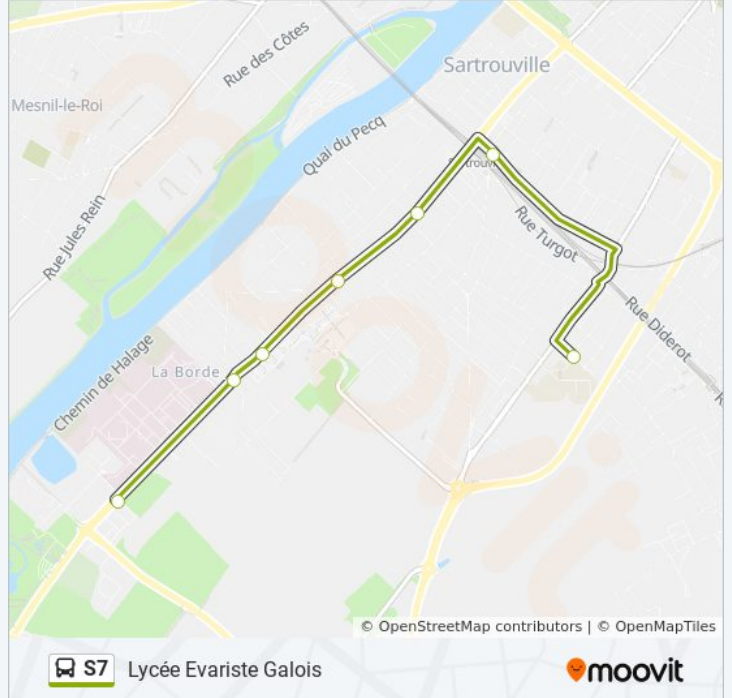 Rue des Côtes
Sartrouville
Mesnil-le-Roi
Quai du Pecq
Rue Jules Rein
Rue Turgot
Rue Diderot
Chemin de Halage
La Borde
© OpenStreetMap contributors | © OpenMapTiles
S7 Lycée Evariste Galois
moovit